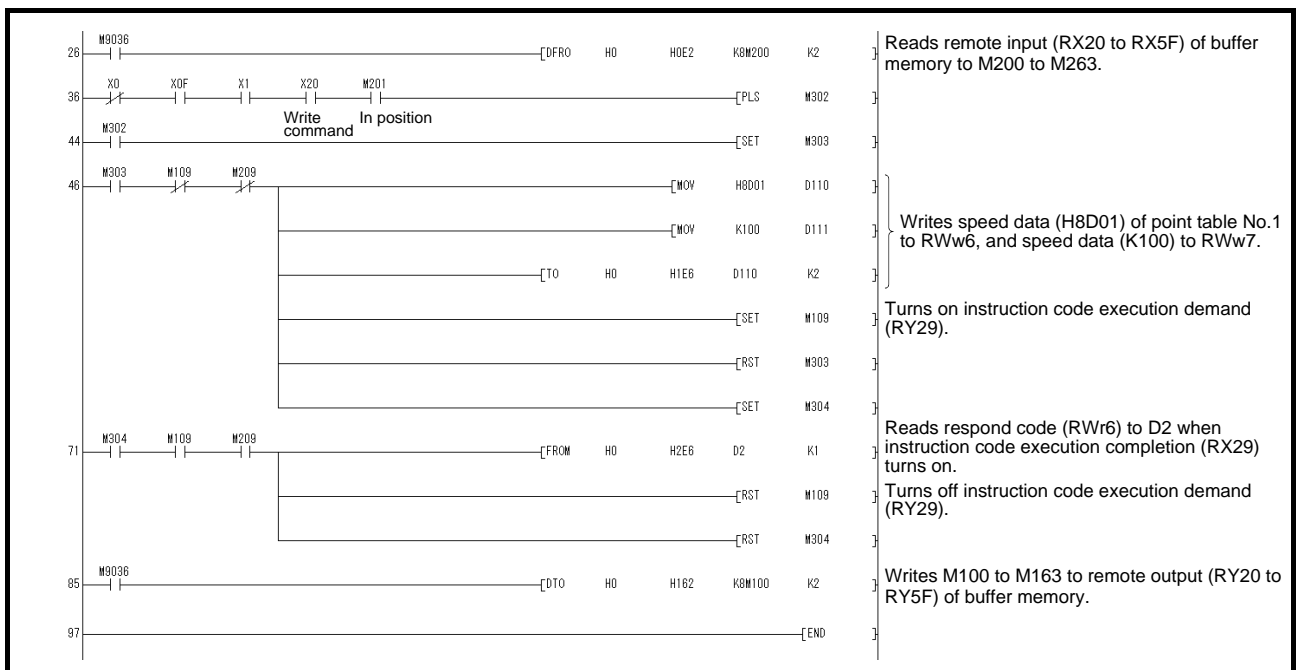 M9036
26 [DFRO H0 H0E2 K8M200 K2 ] Reads remote input (RX20 to RX5F) of buffer
memory to M200 to M263.
X0 X0F X1 X20 M201
36 [PLS M302 ]
Write In position
command
M302
44 [SET M303 ]
M303 M109 M209
46 [MOV H8D01 D110 ]
[MOV K100 D111 ] Writes speed data (H8D01) of point table No.1
to RWw6, and speed data (K100) to RWw7.
[TO H0 H1E6 D110 K2 ]
[SET M109 ] Turns on instruction code execution demand
(RY29).
[RST M303 ]
[SET M304 ]
M304 M109 M209
71 [FROM H0 H2E6 D2 K1 ] Reads respond code (RWr6) to D2 when
instruction code execution completion (RX29)
turns on.
[RST M109 ] Turns off instruction code execution demand
(RY29).
[RST M304 ]
M9036
85 [DTO H0 H162 K8M100 K2 ] Writes M100 to M163 to remote output (RY20 to
RY5F) of buffer memory.
97 [END ]